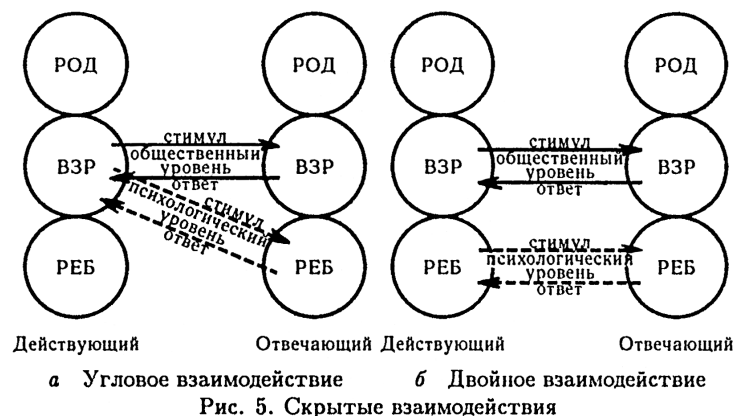 РОД РОД РОД РОД
стимул
общественный
уровень
ответ
ВЗР ВЗР
стимул
психологический
уровень
ответ
РЕБ РЕБ
стимул
общественный
уровень
ответ
ВЗР ВЗР
стимул
психологический
уровень
ответ
РЕБ РЕБ
Действующий Отвечающий Действующий Отвечающий
а Угловое взаимодействие б Двойное взаимодействие
Рис. 5. Скрытые взаимодействия